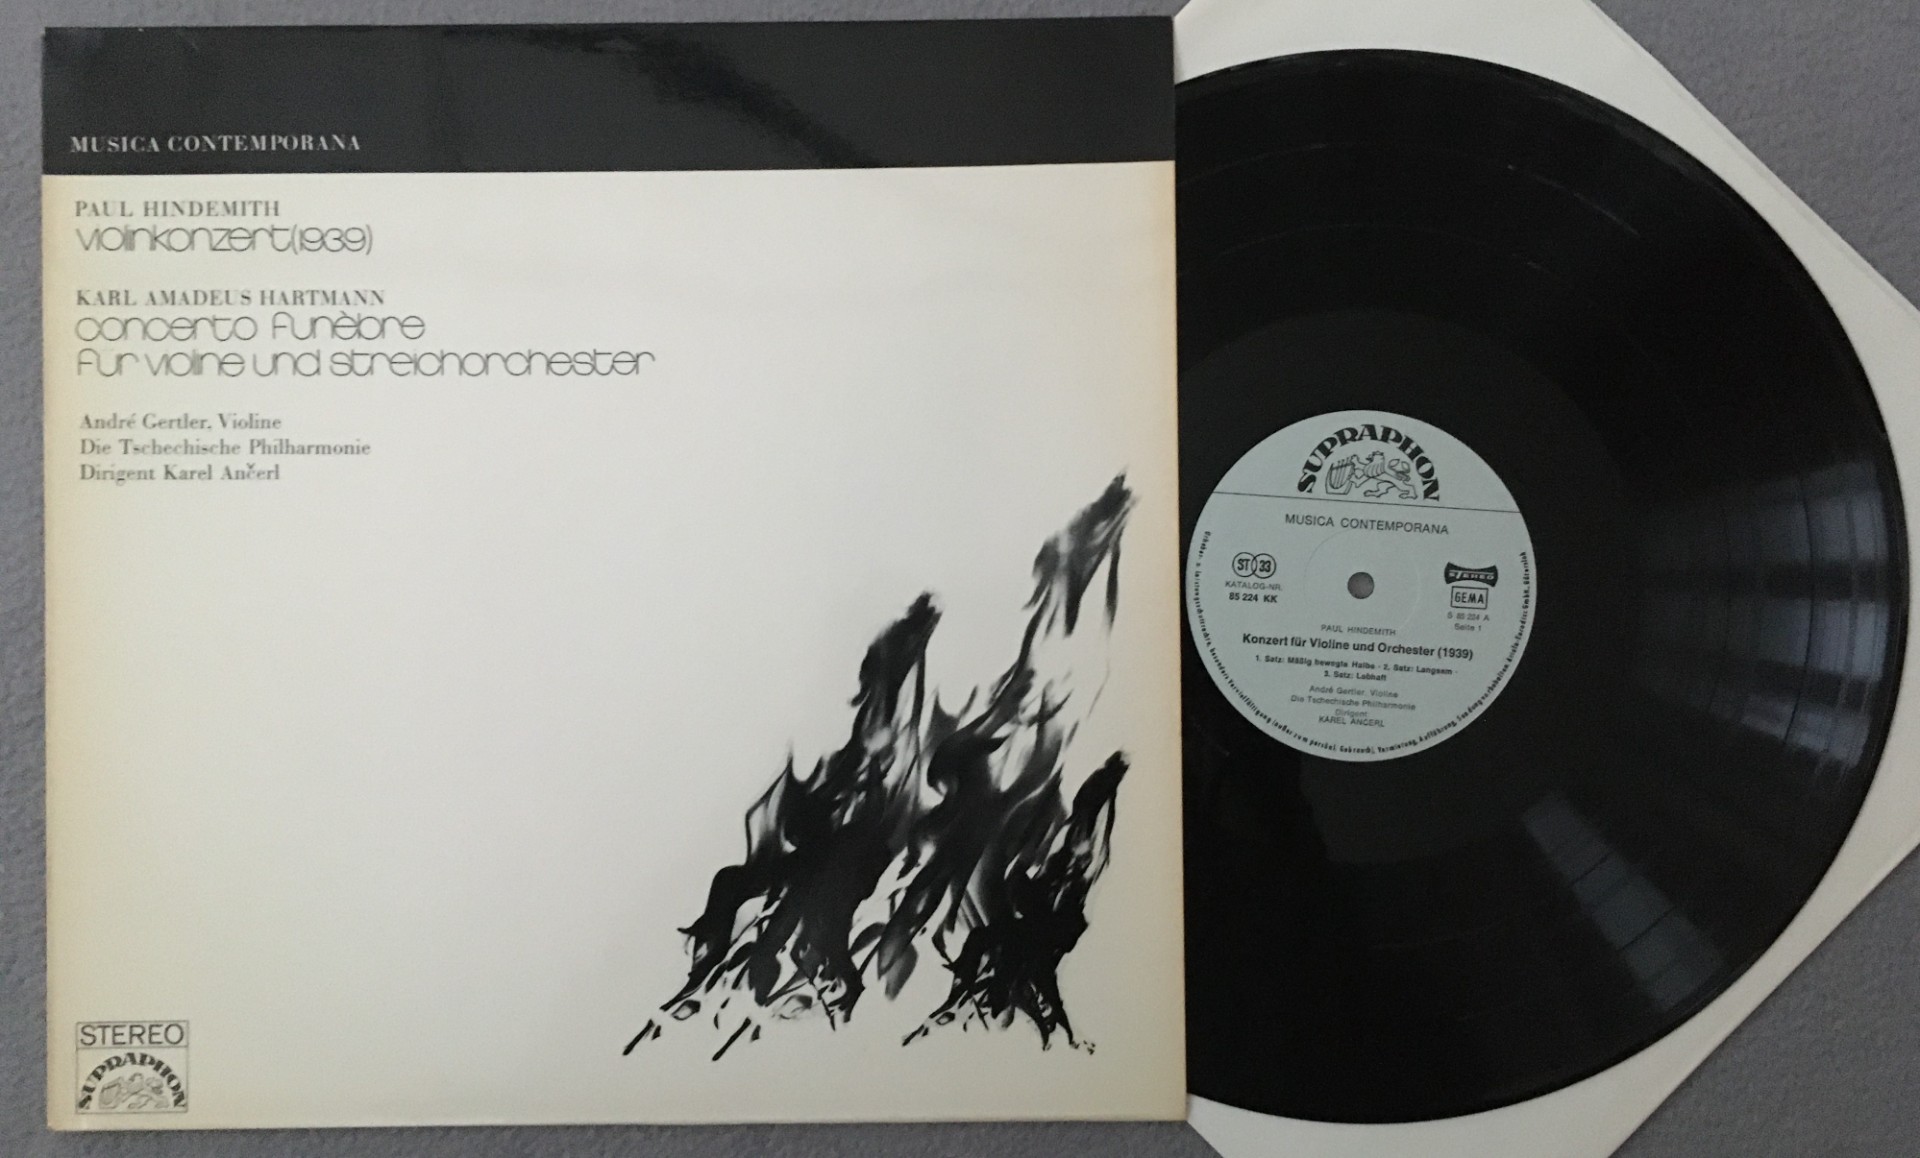 MUSICA CONTEMPORANA
PAUL HINDEMITH
violinkonzert(1939)
KARL AMADEUS HARTMANN
concerto funèbre
für violine und streichorchester
André Gertler, Violine
Die Tschechische Philharmonie
Dirigent Karel Ančerl
STEREO
SUPRAPHON
SUPRAPHON
MUSICA CONTEMPORANA
ST 33
STEREO
KATALOG-NR.
85 224 KK
GEMA
S 85 224 A
Seite 1
PAUL HINDEMITH
Konzert für Violine und Orchester (1939)
1. Satz: Mäßig bewegte Halbe - 2. Satz: Langsam -
3. Satz: Lebhaft
André Gertler, Violine
Die Tschechische Philharmonie
Dirigent
KAREL ANCERL